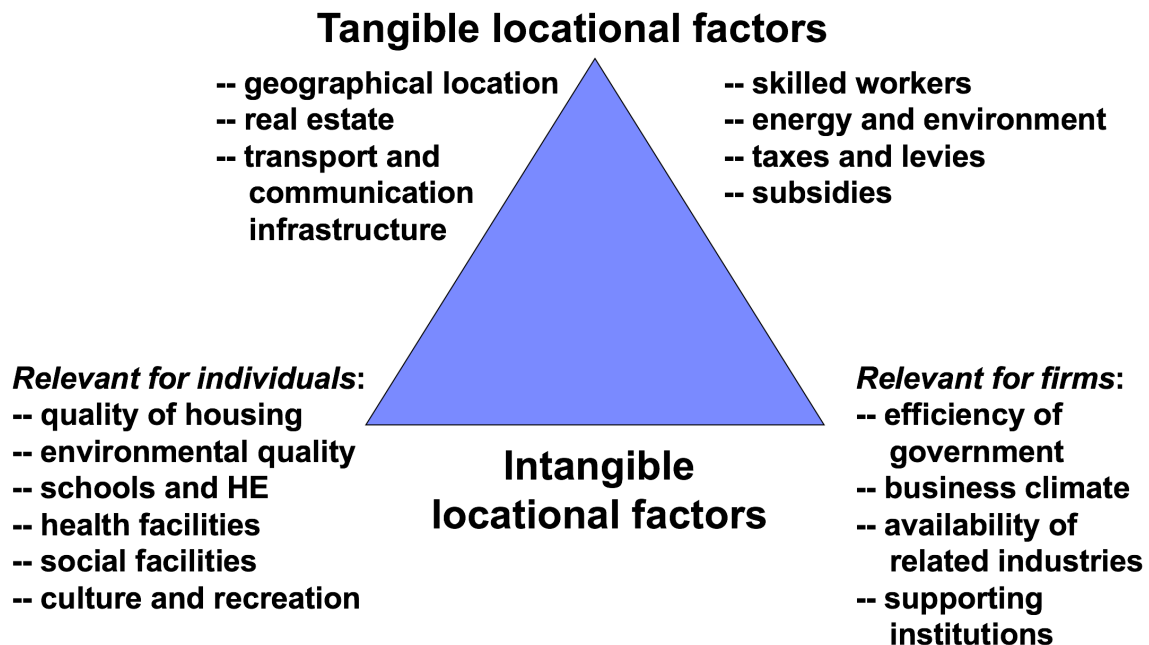 Tangible locational factors
-- geographical location
-- real estate
-- transport and
communication
infrastructure
-- skilled workers
-- energy and environment
-- taxes and levies
-- subsidies
Relevant for individuals:
-- quality of housing
-- environmental quality
-- schools and HE
-- health facilities
-- social facilities
-- culture and recreation
Intangible
locational factors
Relevant for firms:
-- efficiency of
government
-- business climate
-- availability of
related industries
-- supporting
institutions